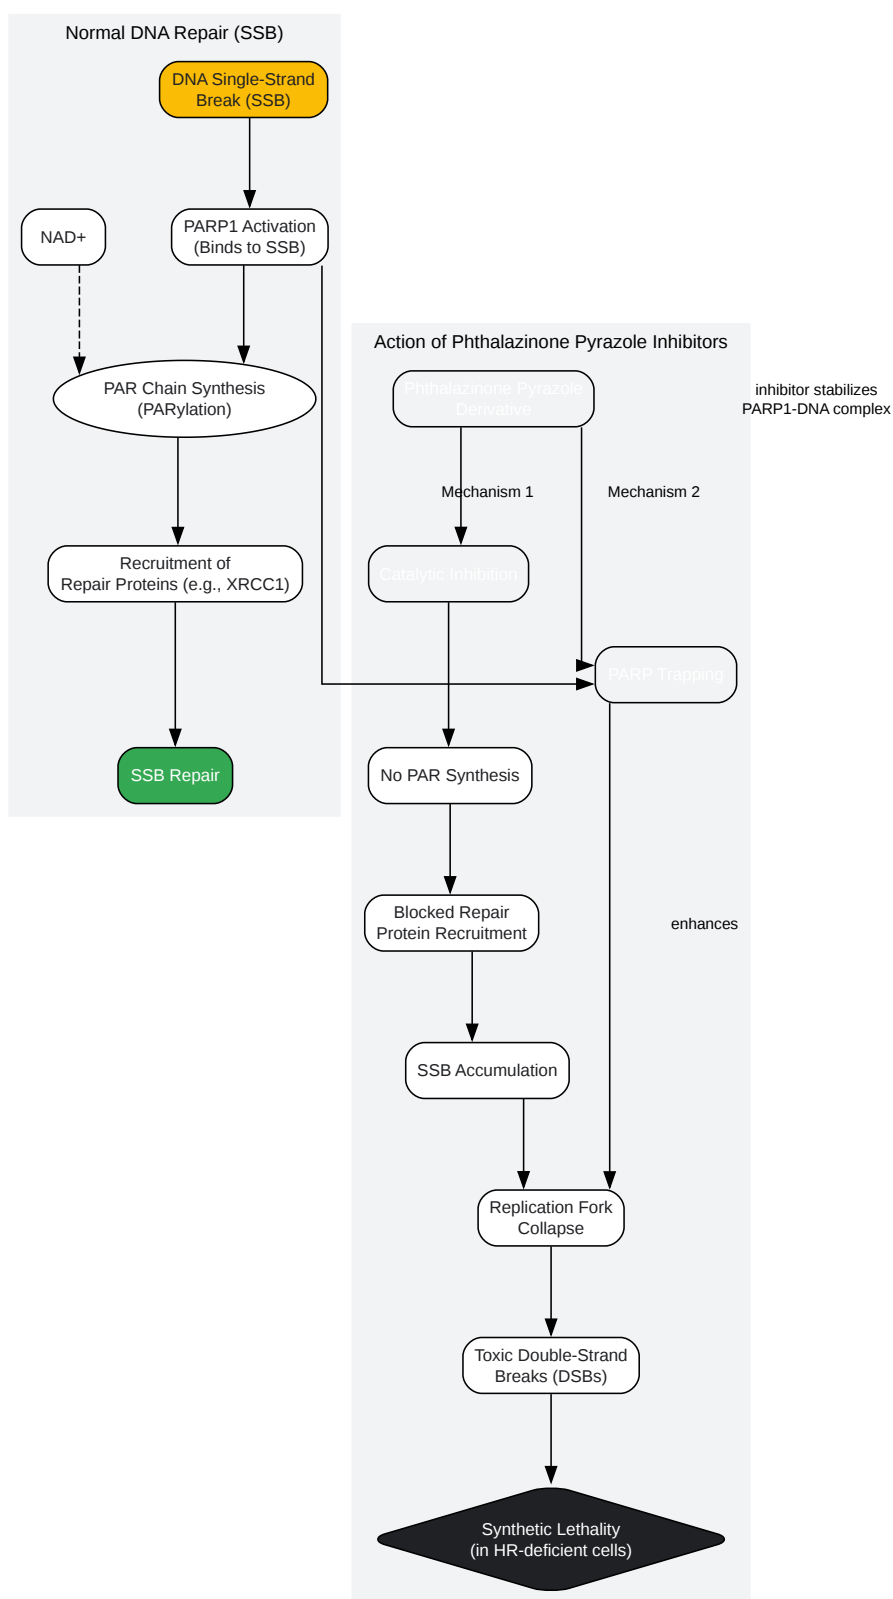 Normal DNA Repair (SSB)
DNA Single-Strand
Break (SSB)
NAD+
PARP1 Activation
(Binds to SSB)
PAR Chain Synthesis
(PARylation)
Recruitment of
Repair Proteins (e.g., XRCC1)
SSB Repair
Action of Phthalazinone Pyrazole Inhibitors
Phthalazinone Pyrazole
Derivative
inhibitor stabilizes
PARP1-DNA complex
Mechanism 1
Mechanism 2
Catalytic Inhibition
PARP Trapping
No PAR Synthesis
Blocked Repair
Protein Recruitment
enhances
SSB Accumulation
Replication Fork
Collapse
Toxic Double-Strand
Breaks (DSBs)
Synthetic Lethality
(in HR-deficient cells)